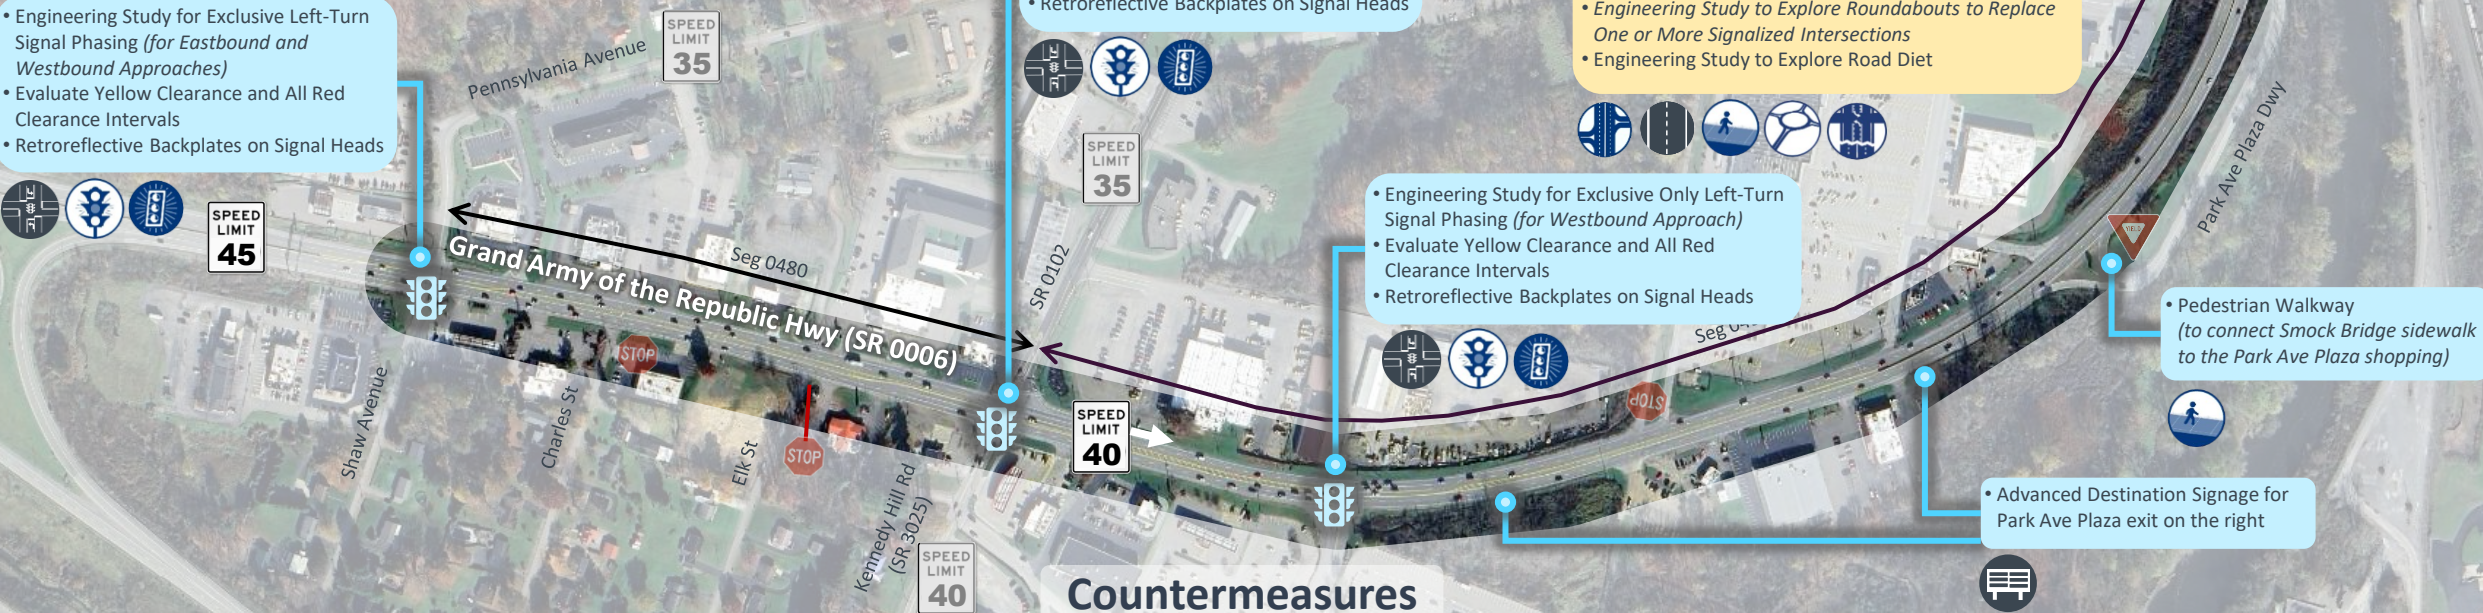 • Engineering Study for Exclusive Left-Turn
Signal Phasing (for Eastbound and
Westbound Approaches)
• Evaluate Yellow Clearance and All Red
Clearance Intervals
• Retroreflective Backplates on Signal Heads
SPEED
LIMIT
45
Pennsylvania Avenue
SPEED
LIMIT
35
• Retroreflective Backplates on Signal Heads
• Engineering Study to Explore Roundabouts to Replace
One or More Signalized Intersections
• Engineering Study to Explore Road Diet
SPEED
LIMIT
35
• Engineering Study for Exclusive Only Left-Turn
Signal Phasing (for Westbound Approach)
• Evaluate Yellow Clearance and All Red
Clearance Intervals
• Retroreflective Backplates on Signal Heads
Park Ave Plaza Dwy
YIELD
• Pedestrian Walkway
(to connect Smock Bridge sidewalk
to the Park Ave Plaza shopping)
Seg 0480
Grand Army of the Republic Hwy (SR 0006)
SR 0102
Seg
STOP
STOP
STOP
Shaw Avenue
Charles St
Elk St
Kennedy Hill Rd
(SR 3025)
SPEED
LIMIT
40
SPEED
LIMIT
40
• Advanced Destination Signage for
Park Ave Plaza exit on the right
Countermeasures